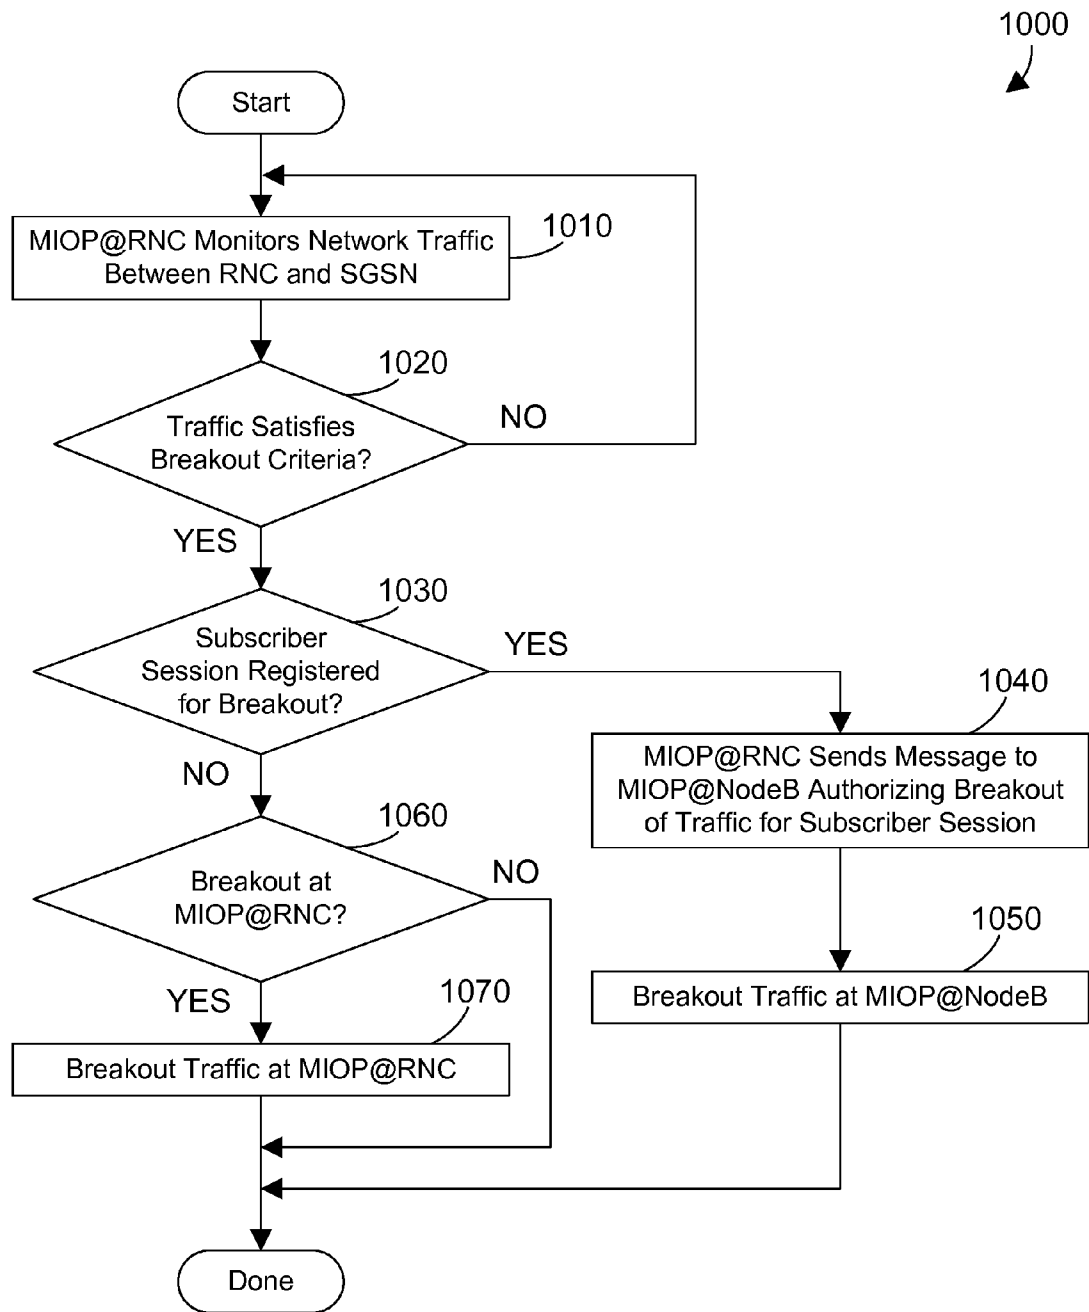 1000
Start
MIOP@RNC Monitors Network Traffic
Between RNC and SGSN
1010
1020
Traffic Satisfies
Breakout Criteria?
NO
YES
1030
Subscriber
Session Registered
for Breakout?
YES
NO
1040
MIOP@RNC Sends Message to
MIOP@NodeB Authorizing Breakout
of Traffic for Subscriber Session
1060
Breakout at
MIOP@RNC?
NO
YES
1050
Breakout Traffic at MIOP@NodeB
1070
Breakout Traffic at MIOP@RNC
Done